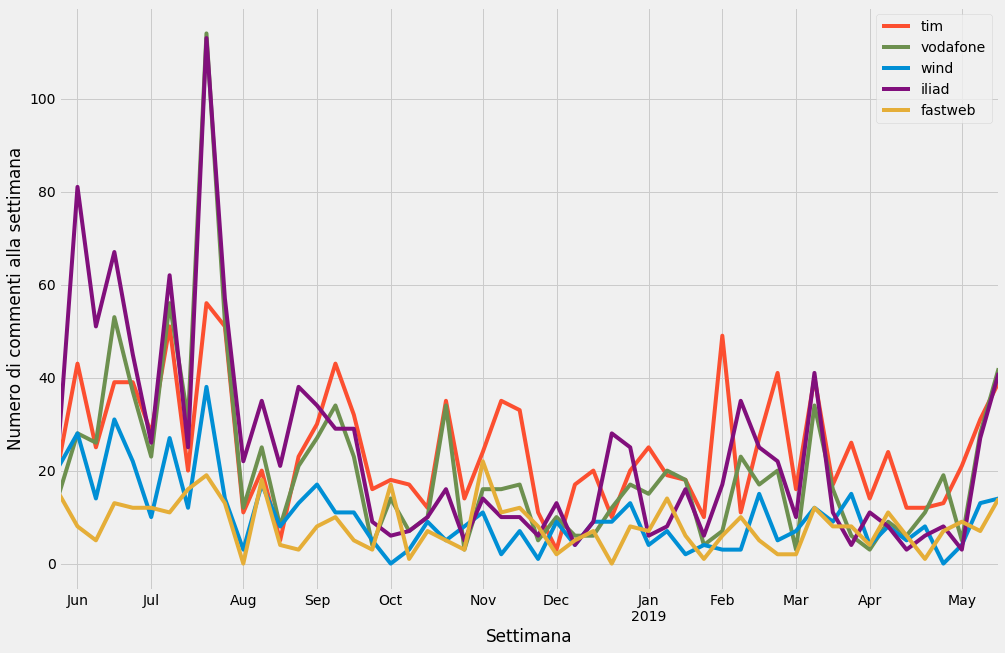 tim
vodafone
wind
iliad
fastweb
Numero di commenti alla settimana
100
80
60
40
20
0
Jun Jul Aug Sep Oct Nov Dec Jan Feb Mar Apr May
2019
Settimana